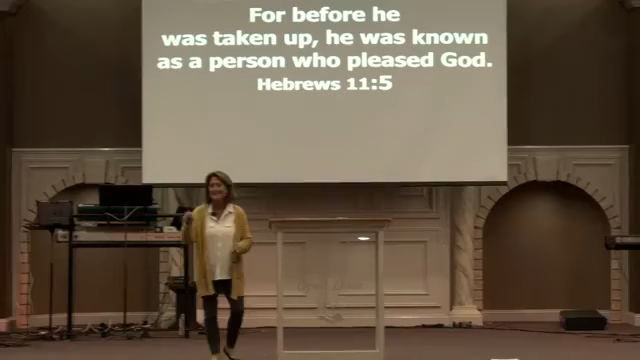 For before he
was taken up, he was known
as a person who pleased God.
Hebrews 11:5